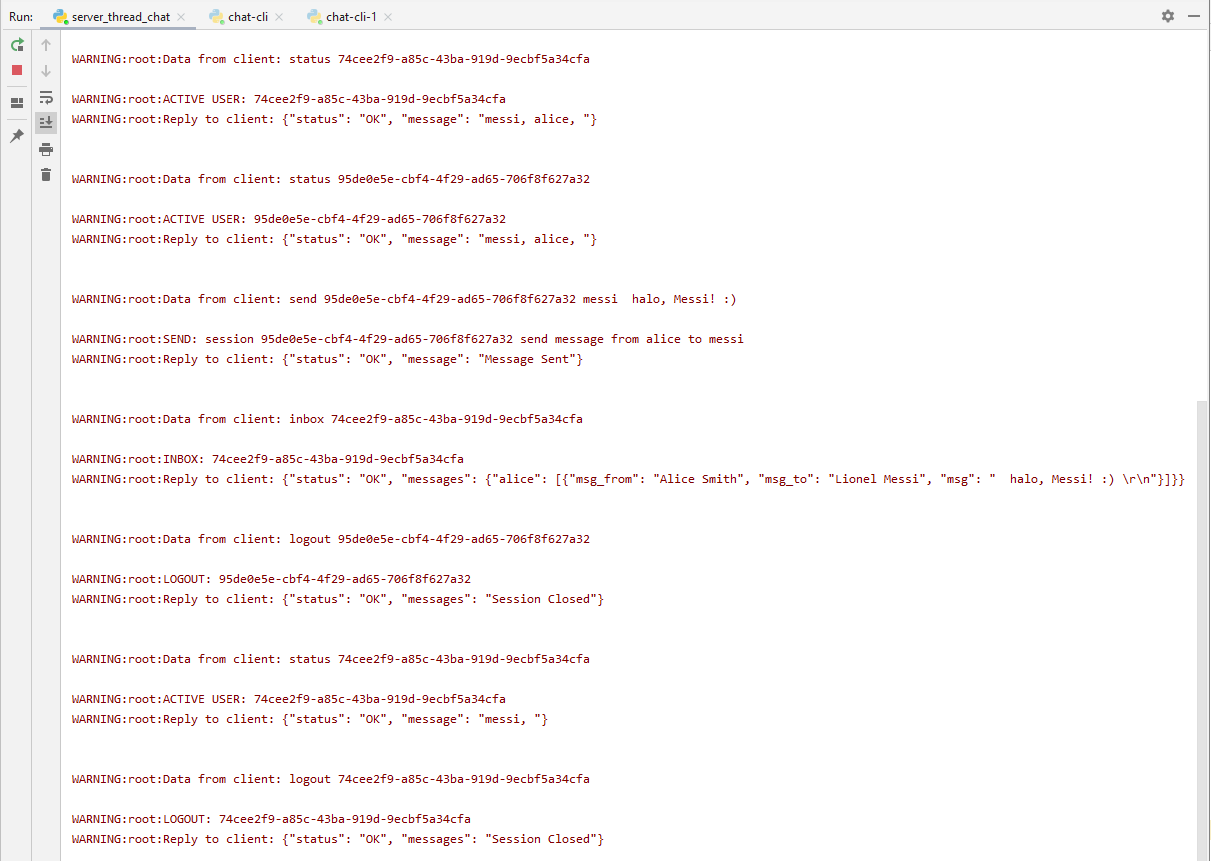 Run: server_thread_chat chat-cli chat-cli-1
WARNING:root:Data from client: status 74cee2f9-a85c-43ba-919d-9ecbf5a34cfa
WARNING:root:ACTIVE USER: 74cee2f9-a85c-43ba-919d-9ecbf5a34cfa
WARNING:root:Reply to client: {"status": "OK", "message": "messi, alice, "}
WARNING:root:Data from client: status 95de0e5e-cbf4-4f29-ad65-706f8f627a32
WARNING:root:ACTIVE USER: 95de0e5e-cbf4-4f29-ad65-706f8f627a32
WARNING:root:Reply to client: {"status": "OK", "message": "messi, alice, "}
WARNING:root:Data from client: send 95de0e5e-cbf4-4f29-ad65-706f8f627a32 messi  halo, Messi! :)
WARNING:root:SEND: session 95de0e5e-cbf4-4f29-ad65-706f8f627a32 send message from alice to messi
WARNING:root:Reply to client: {"status": "OK", "message": "Message Sent"}
WARNING:root:Data from client: inbox 74cee2f9-a85c-43ba-919d-9ecbf5a34cfa
WARNING:root:INBOX: 74cee2f9-a85c-43ba-919d-9ecbf5a34cfa
WARNING:root:Reply to client: {"status": "OK", "messages": {"alice": [{"msg_from": "Alice Smith", "msg_to": "Lionel Messi", "msg": "  halo, Messi! :) \r\n"}]}}
WARNING:root:Data from client: logout 95de0e5e-cbf4-4f29-ad65-706f8f627a32
WARNING:root:LOGOUT: 95de0e5e-cbf4-4f29-ad65-706f8f627a32
WARNING:root:Reply to client: {"status": "OK", "messages": "Session Closed"}
WARNING:root:Data from client: status 74cee2f9-a85c-43ba-919d-9ecbf5a34cfa
WARNING:root:ACTIVE USER: 74cee2f9-a85c-43ba-919d-9ecbf5a34cfa
WARNING:root:Reply to client: {"status": "OK", "message": "messi, "}
WARNING:root:Data from client: logout 74cee2f9-a85c-43ba-919d-9ecbf5a34cfa
WARNING:root:LOGOUT: 74cee2f9-a85c-43ba-919d-9ecbf5a34cfa
WARNING:root:Reply to client: {"status": "OK", "messages": "Session Closed"}